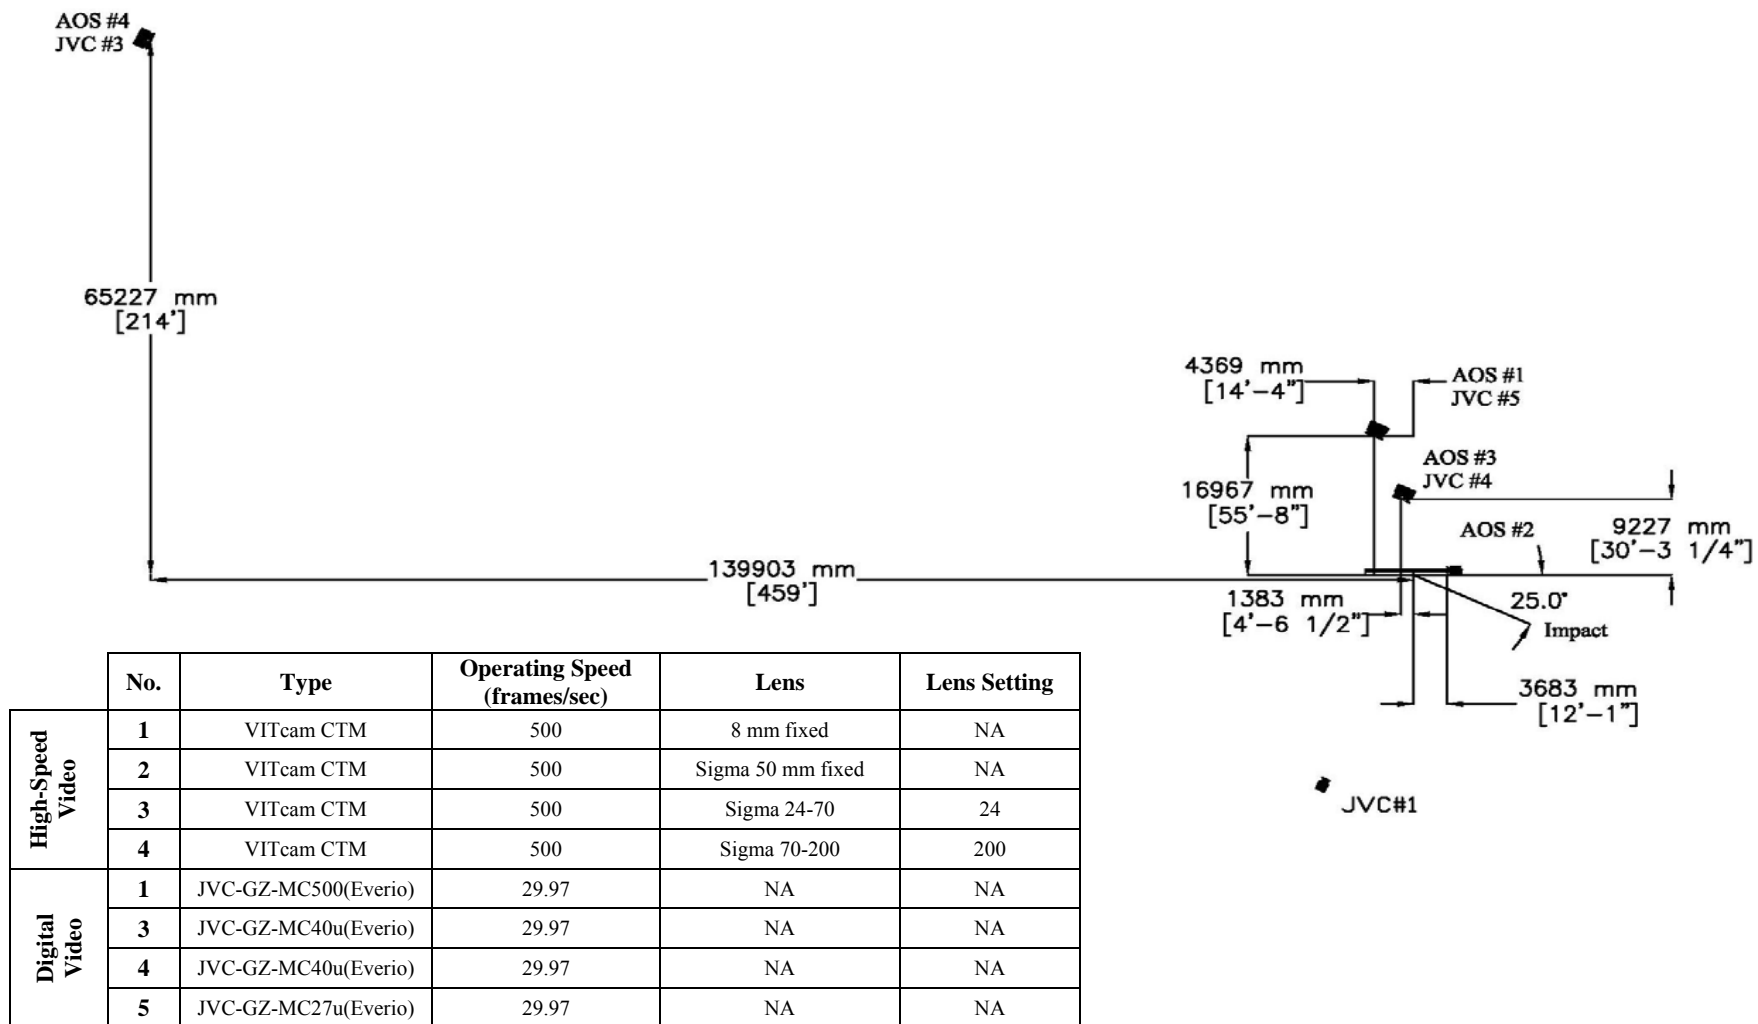 AOS #4
JVC #3
65227 mm
[214']
4369 mm
[14'-4"]
AOS #1
JVC #5
AOS #3
JVC #4
16967 mm
[55'-8"]
AOS #2
9227 mm
[30'-3 1/4"]
139903 mm
[459']
1383 mm
[4'-6 1/2"]
25.0°
Impact
3683 mm
[12'-1"]
JVC#1
No. Type Operating Speed (frames/sec) Lens Lens Setting
High-Speed Video
1 VITcam CTM 500 8 mm fixed NA
2 VITcam CTM 500 Sigma 50 mm fixed NA
3 VITcam CTM 500 Sigma 24-70 24
4 VITcam CTM 500 Sigma 70-200 200
Digital Video
1 JVC-GZ-MC500(Everio) 29.97 NA NA
3 JVC-GZ-MC40u(Everio) 29.97 NA NA
4 JVC-GZ-MC40u(Everio) 29.97 NA NA
5 JVC-GZ-MC27u(Everio) 29.97 NA NA